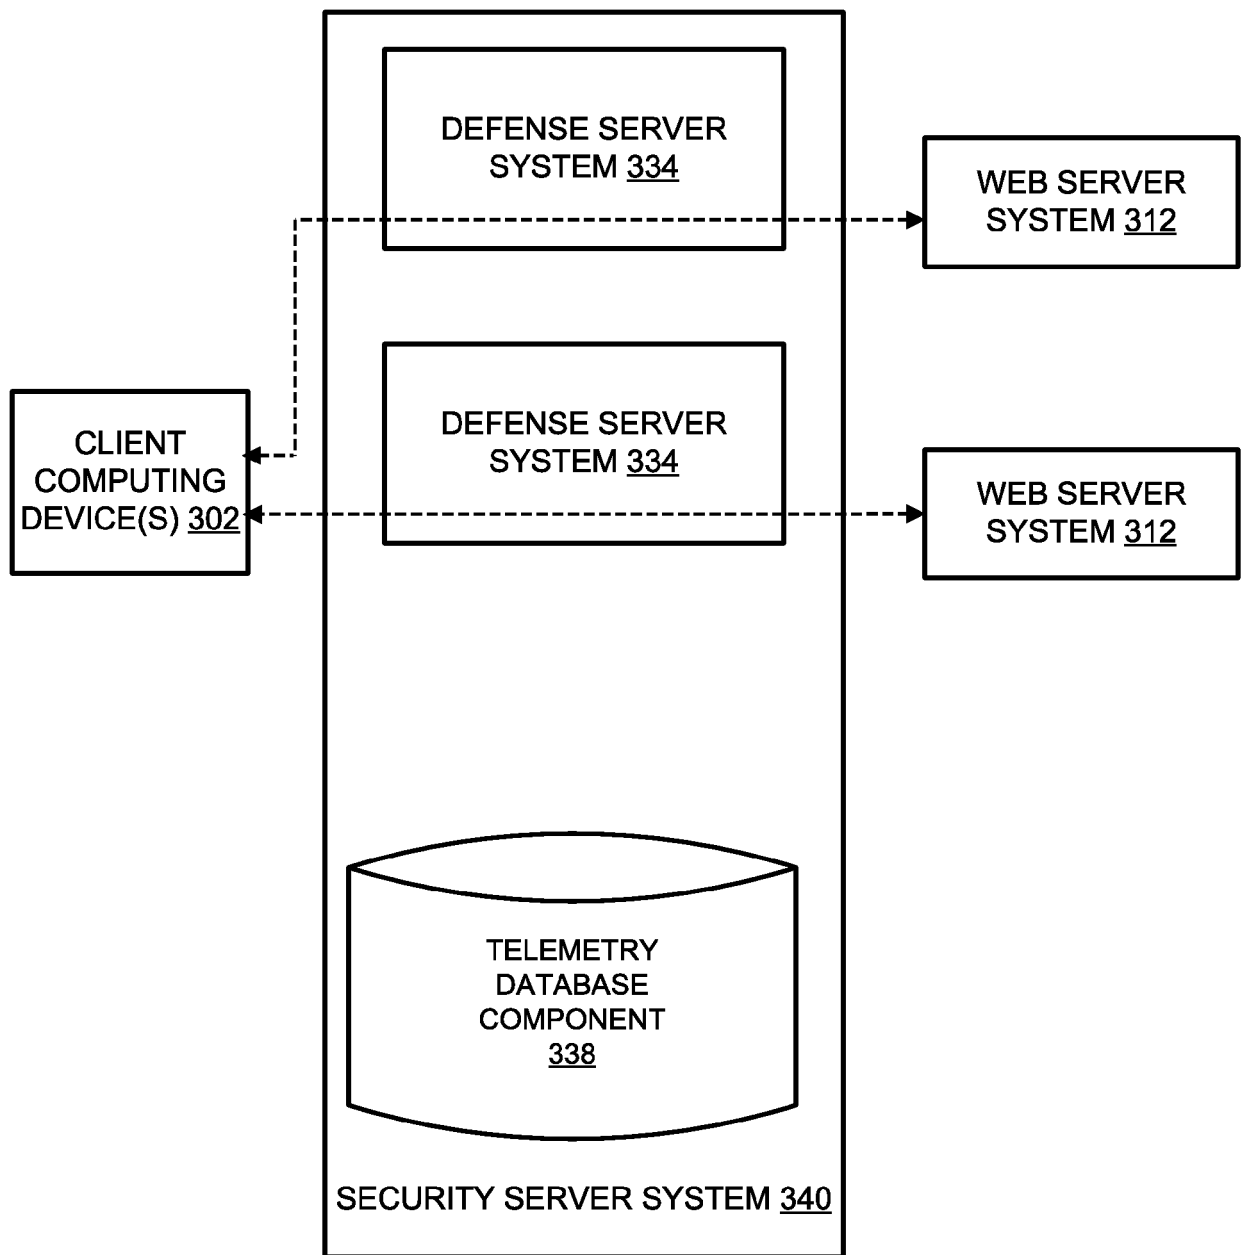 DEFENSE SERVER
SYSTEM 334
WEB SERVER
SYSTEM 312
DEFENSE SERVER
SYSTEM 334
CLIENT
COMPUTING
DEVICE(S) 302
WEB SERVER
SYSTEM 312
TELEMETRY
DATABASE
COMPONENT
338
SECURITY SERVER SYSTEM 340